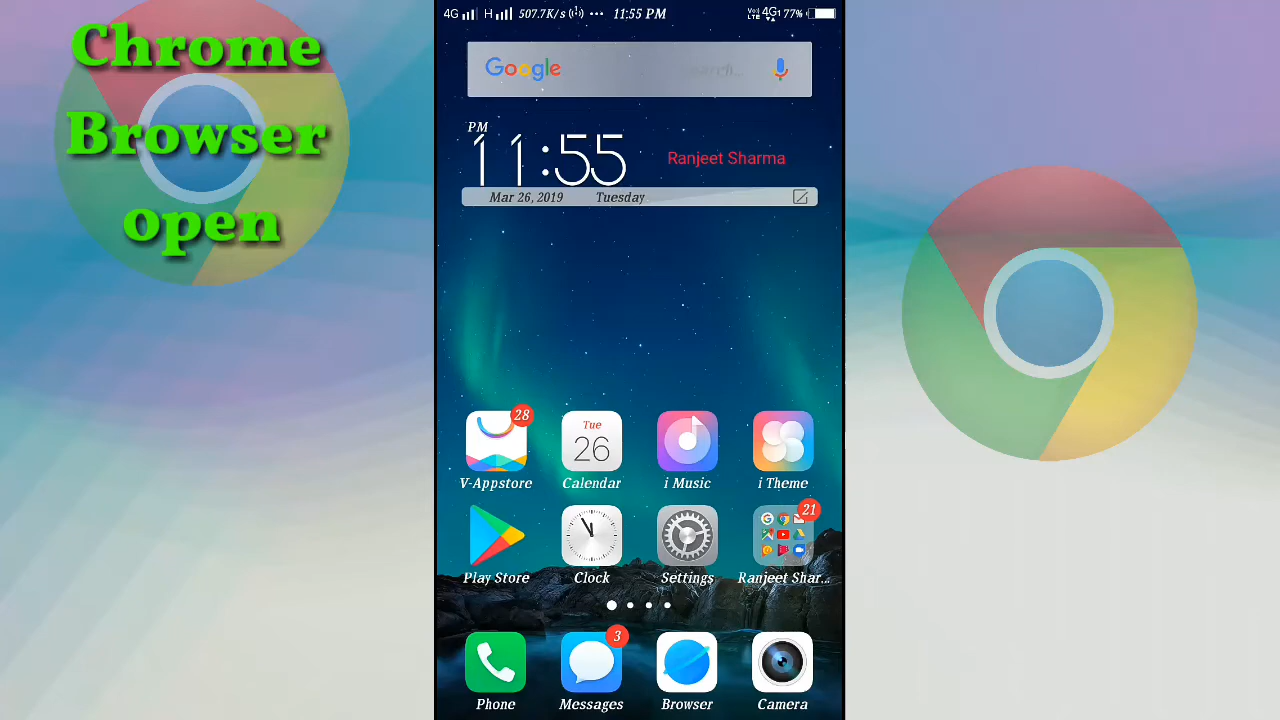 Chrome
Browser
open
4G H 507.7K/s ••• 11:55 PM VoLTE 4G 77%
Google
PM
11:55
Ranjeet Sharma
Mar 26, 2019 Tuesday
28
Tue
26
V-Appstore Calendar i Music i Theme
21
Play Store Clock Settings Ranjeet Shar...
3
Phone Messages Browser Camera